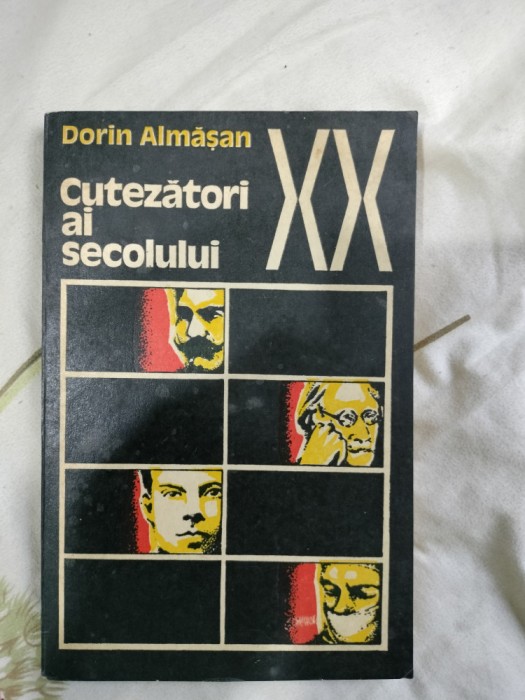 Dorin Almășan
Cutezători
ai
secolului
XX